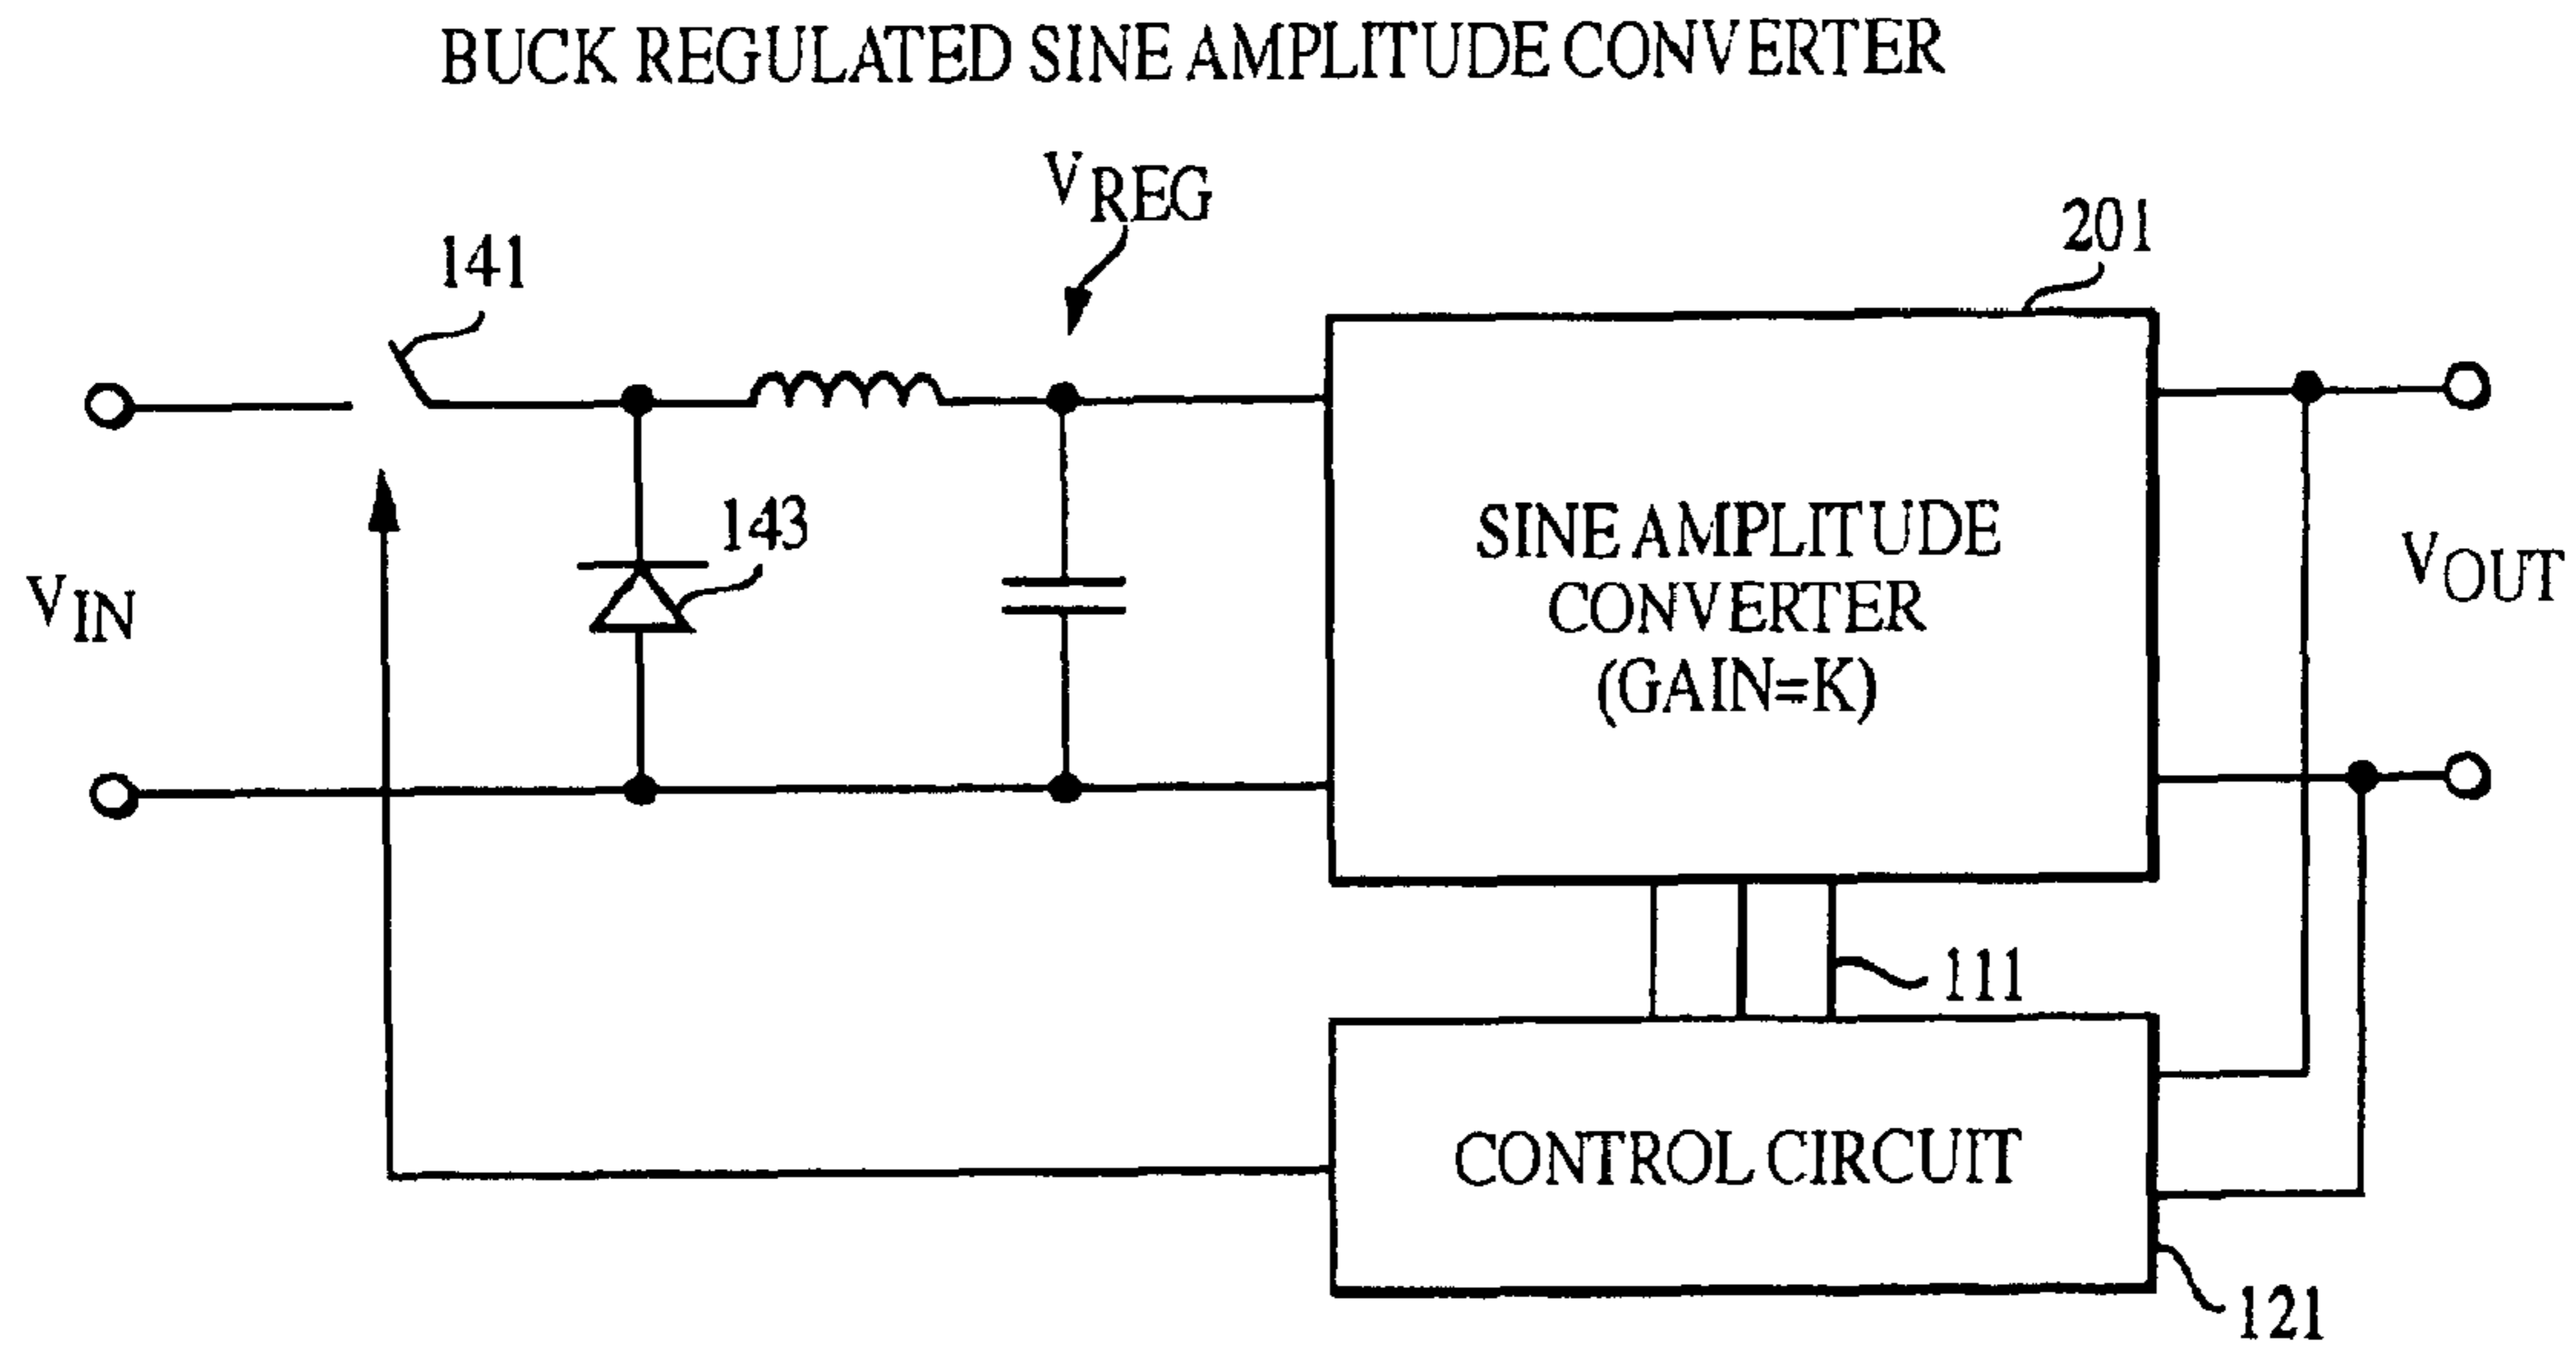 BUCK REGULATED SINE AMPLITUDE CONVERTER
VREG
201
141
143
VIN
SINE AMPLITUDE
CONVERTER
(GAIN=K)
VOUT
111
CONTROL CIRCUIT
121